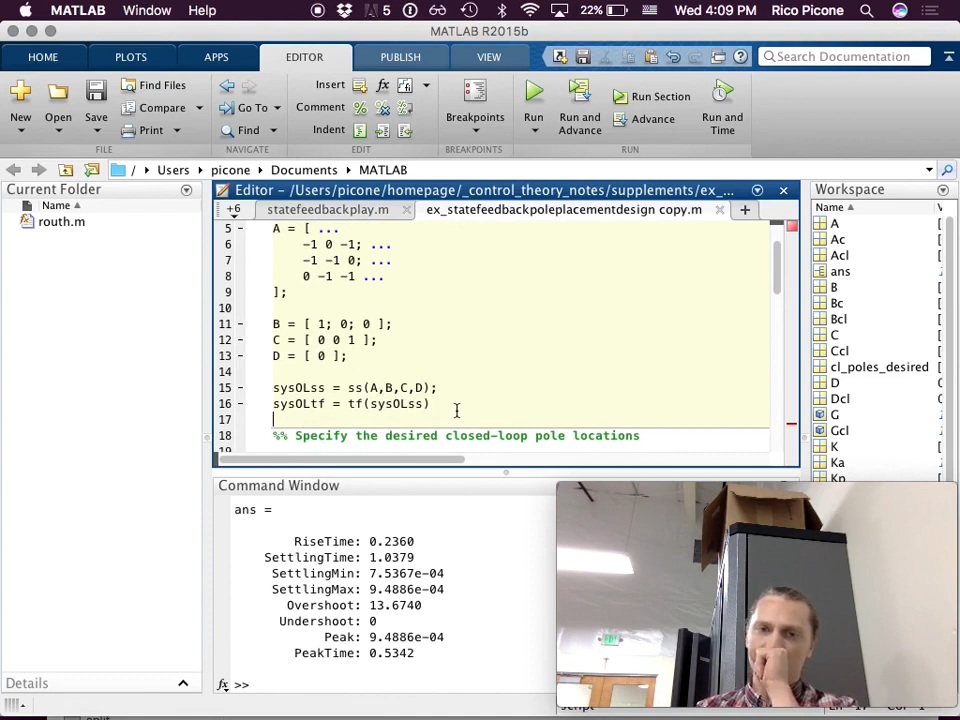 MATLAB Window Help 5 22% Wed 4:09 PM Rico Picone
MATLAB R2015b
HOME PLOTS APPS EDITOR PUBLISH VIEW Search Documentation
New Open Save Find Files Compare Print
Go To Find
Insert fx Comment % Indent
Breakpoints Run Run and Advance Run Section Advance Run and Time
FILE NAVIGATE EDIT BREAKPOINTS RUN
/ Users picone Documents MATLAB
Current Folder
Name
routh.m
Details
Editor - /Users/picone/homepage/_control_theory_notes/supplements/ex_...
+6 statefeedbackplay.m ex_statefeedbackpoleplacementdesign copy.m
5 - A = [ ...
6 -1 0 -1; ...
7 -1 -1 0; ...
8 0 -1 -1 ...
9 ];
10
11 - B = [ 1; 0; 0 ];
12 - C = [ 0 0 1 ];
13 - D = [ 0 ];
14
15 - sysOLss = ss(A,B,C,D);
16 - sysOLtf = tf(sysOLss)
17
18 %% Specify the desired closed-loop pole locations
19
Command Window
ans =
RiseTime: 0.2360
SettlingTime: 1.0379
SettlingMin: 7.5367e-04
SettlingMax: 9.4886e-04
Overshoot: 13.6740
Undershoot: 0
Peak: 9.4886e-04
PeakTime: 0.5342
fx >>
Workspace
Name
A
Ac
Acl
ans
B
Bc
Bcl
C
Ccl
cl_poles_desired
D
Dcl
G
Gcl
K
Ka
Kp